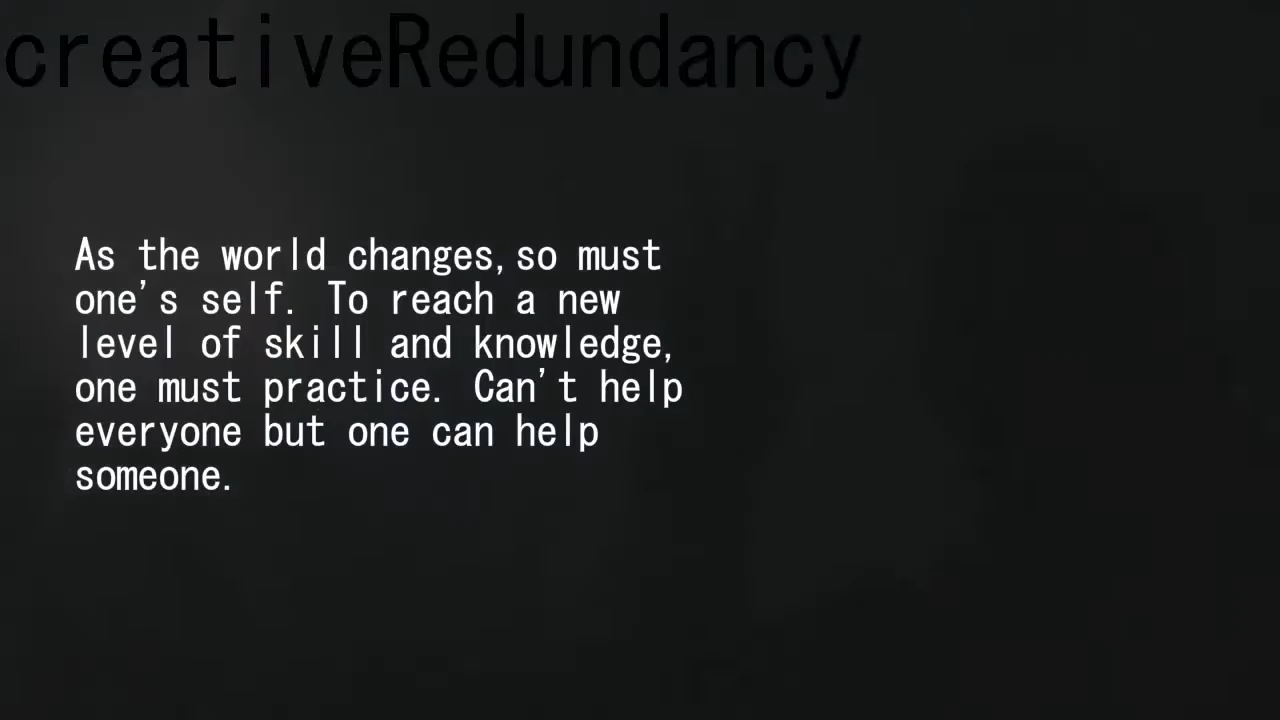 creativeRedundancy
As the world changes,so must
one's self. To reach a new
level of skill and knowledge,
one must practice. Can't help
everyone but one can help
someone.